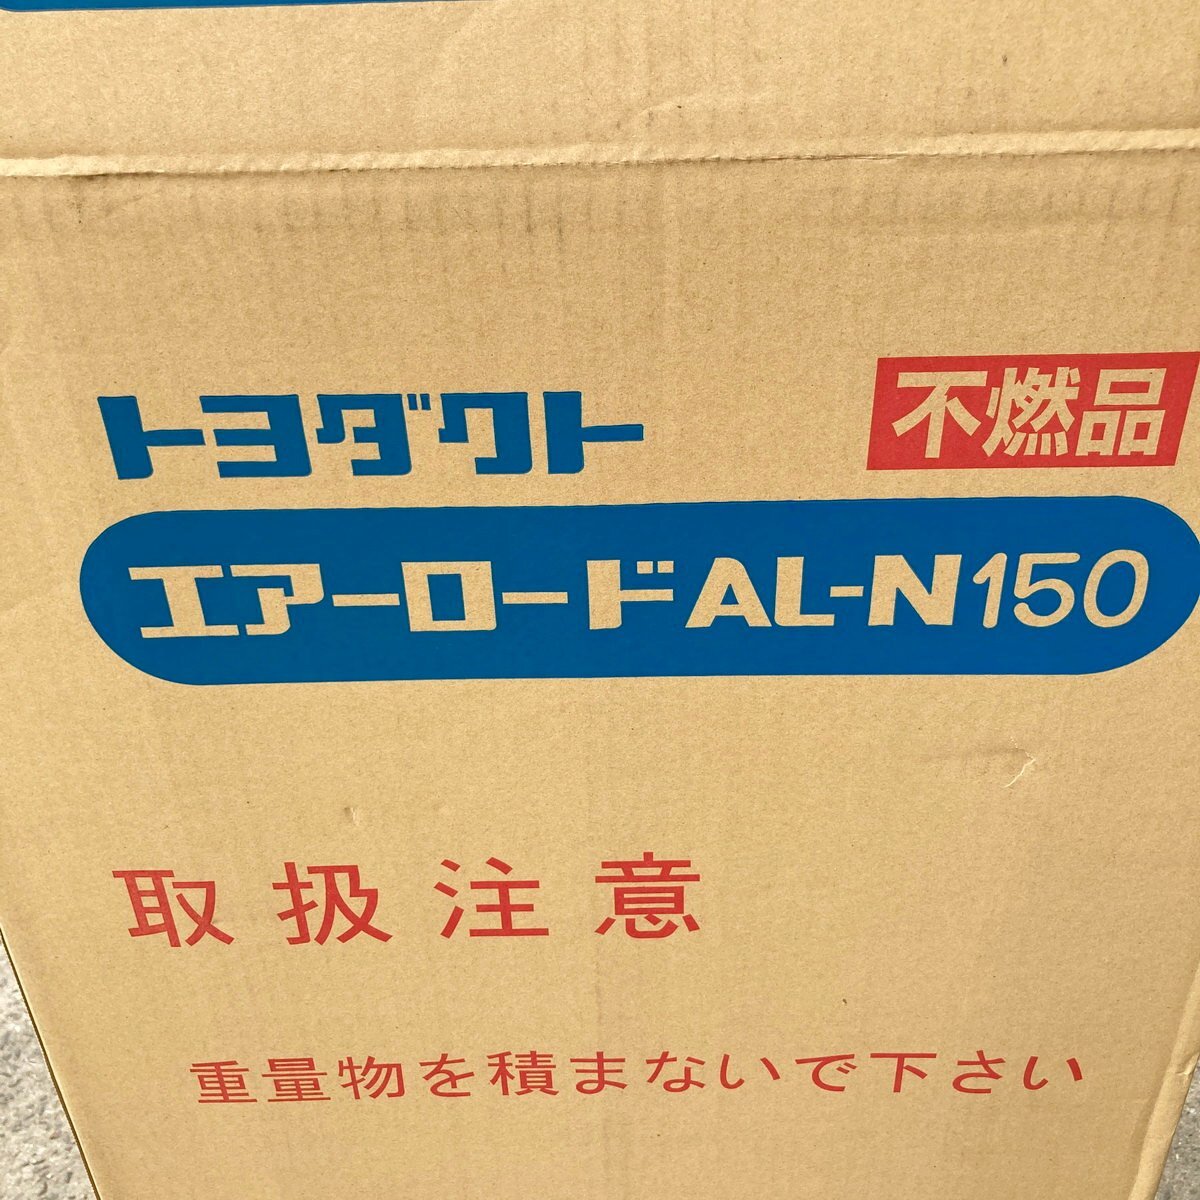 トヨダクト
不燃品
エアーロードAL-N150
取扱注意
重量物を積まないで下さい